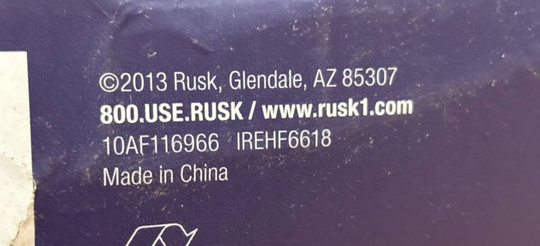 ©2013 Rusk, Glendale, AZ 85307
800.USE.RUSK / www.rusk1.com
10AF116966 IREHF6618
Made in China